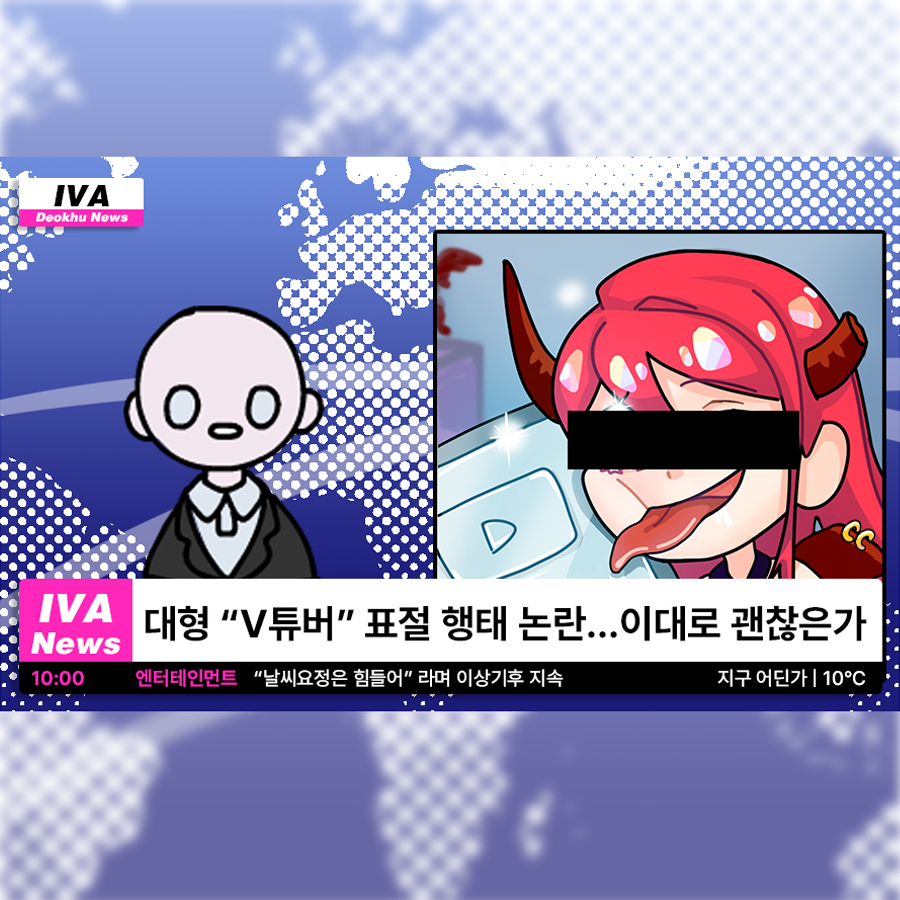 IVA
Deokhu News
CC
IVA
News
대형 “V튜버” 표절 행태 논란...이대로 괜찮은가
10:00 엔터테인먼트 “날씨요정은 힘들어” 라며 이상기후 지속 지구 어딘가 | 10°C